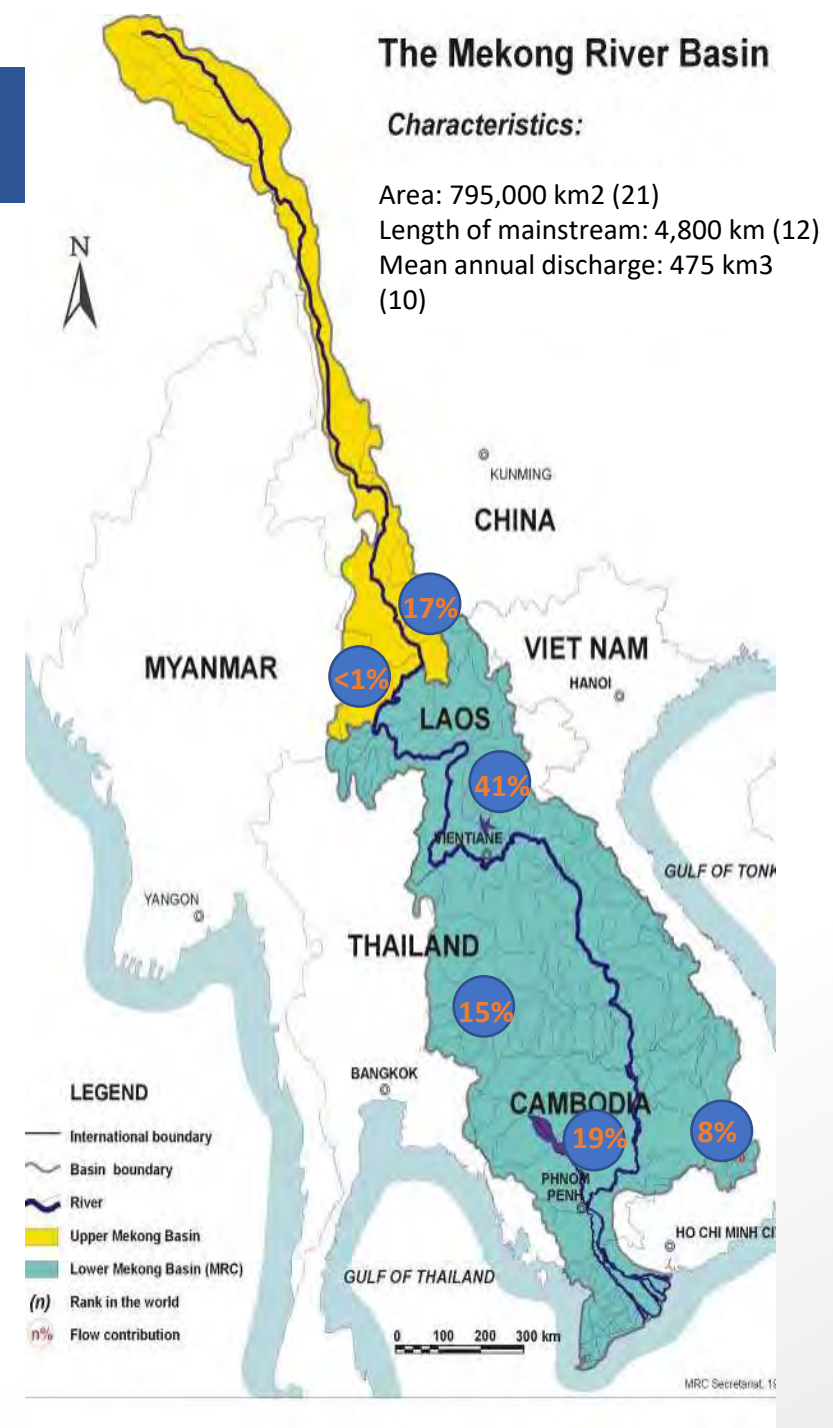 The Mekong River Basin
Characteristics:
Area: 795,000 km2 (21)
Length of mainstream: 4,800 km (12)
Mean annual discharge: 475 km3
(10)
N
KUNMING
CHINA
17%
VIET NAM
MYANMAR
<1%
HANOI
LAOS
41%
VIENTIANE
GULF OF TONK
YANGON
THAILAND
15%
BANGKOK
LEGEND
CAMBODIA
19%
8%
International boundary
Basin boundary
PHNOM
PENH
River
Upper Mekong Basin
HO CHI MINH CI
Lower Mekong Basin (MRC)
GULF OF THAILAND
(n) Rank in the world
n% Flow contribution
0 100 200 300 km
MRC Secretariat, 19